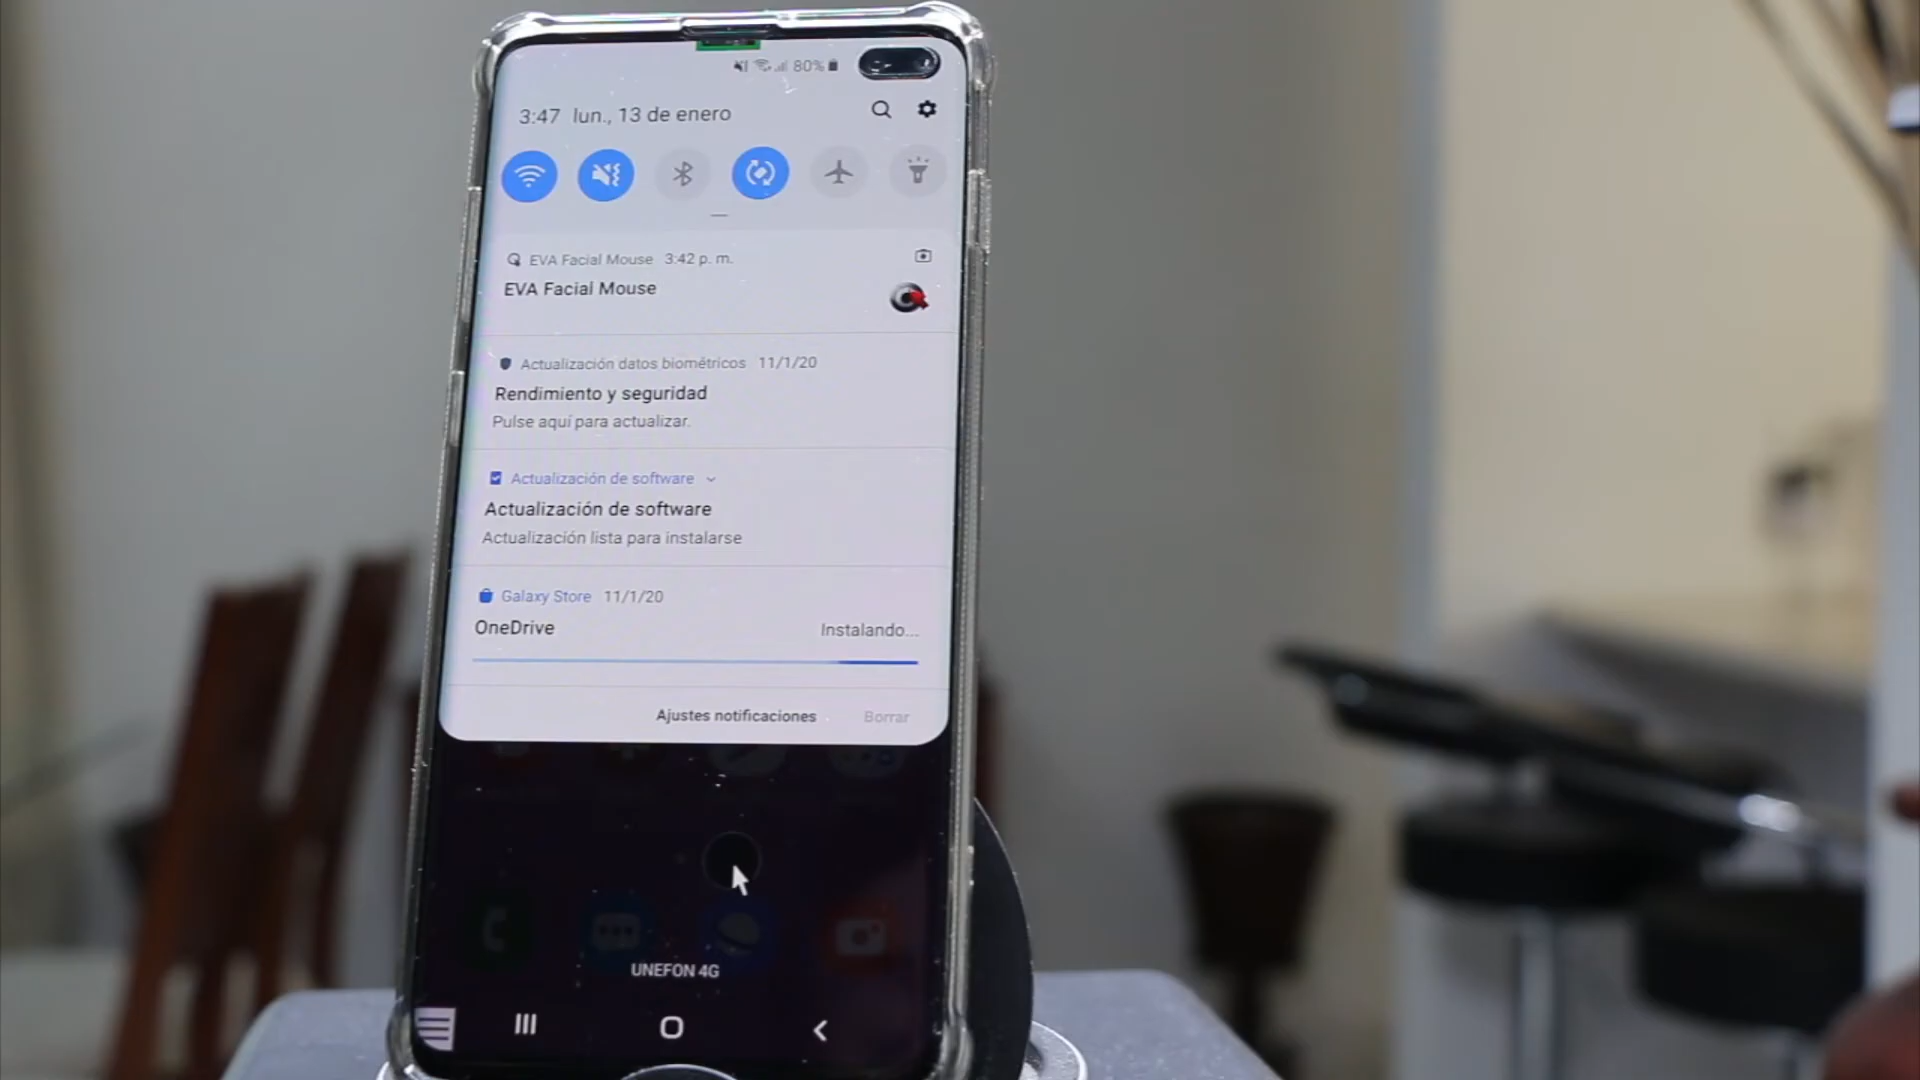 80%
3:47 lun., 13 de enero
EVA Facial Mouse 3:42 p. m.
EVA Facial Mouse
Actualización datos biométricos 11/1/20
Rendimiento y seguridad
Pulse aquí para actualizar.
Actualización de software
Actualización de software
Actualización lista para instalarse
Galaxy Store 11/1/20
OneDrive Instalando...
Ajustes notificaciones Borrar
UNEFON 4G